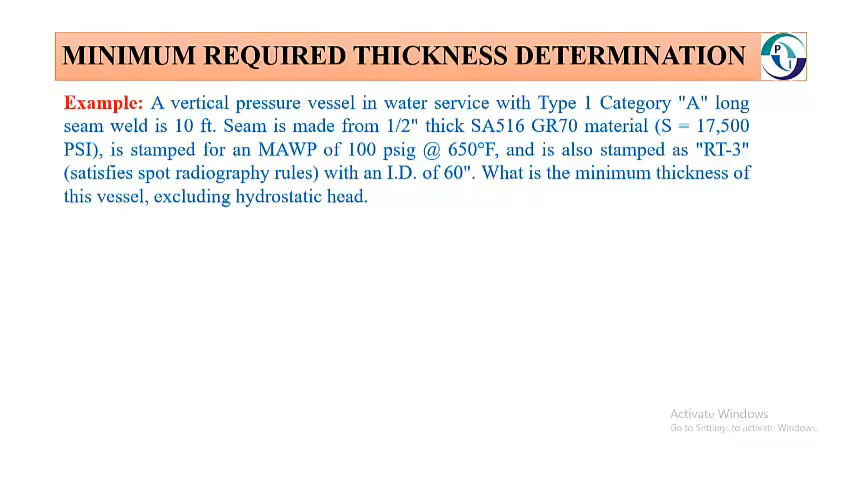 MINIMUM REQUIRED THICKNESS DETERMINATION
P
I
Example: A vertical pressure vessel in water service with Type 1 Category "A" long
seam weld is 10 ft. Seam is made from 1/2" thick SA516 GR70 material (S = 17,500
PSI), is stamped for an MAWP of 100 psig @ 650°F, and is also stamped as "RT-3"
(satisfies spot radiography rules) with an I.D. of 60". What is the minimum thickness of
this vessel, excluding hydrostatic head.
Activate Windows
Go to Settings to activate Windows.